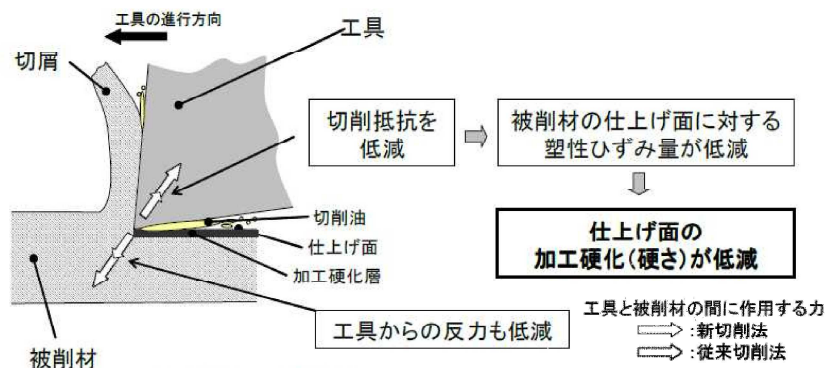 工具の進行方向
切屑
工具
切削抵抗を
低減
被削材の仕上げ面に対する
塑性ひずみ量が低減
切削油
仕上げ面
加工硬化層
仕上げ面の
加工硬化(硬さ)が低減
工具からの反力も低減
工具と被削材の間に作用する力
:新切削法
:従来切削法
被削材